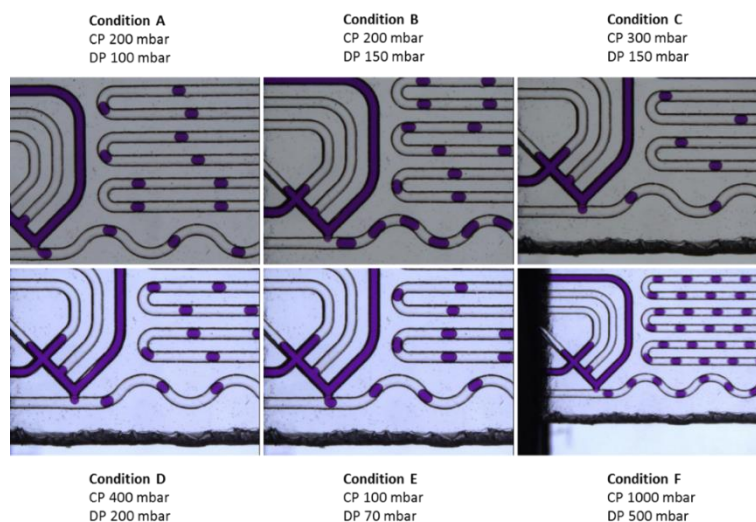 Condition A
CP 200 mbar
DP 100 mbar
Condition B
CP 200 mbar
DP 150 mbar
Condition C
CP 300 mbar
DP 150 mbar
Condition D
CP 400 mbar
DP 200 mbar
Condition E
CP 100 mbar
DP 70 mbar
Condition F
CP 1000 mbar
DP 500 mbar